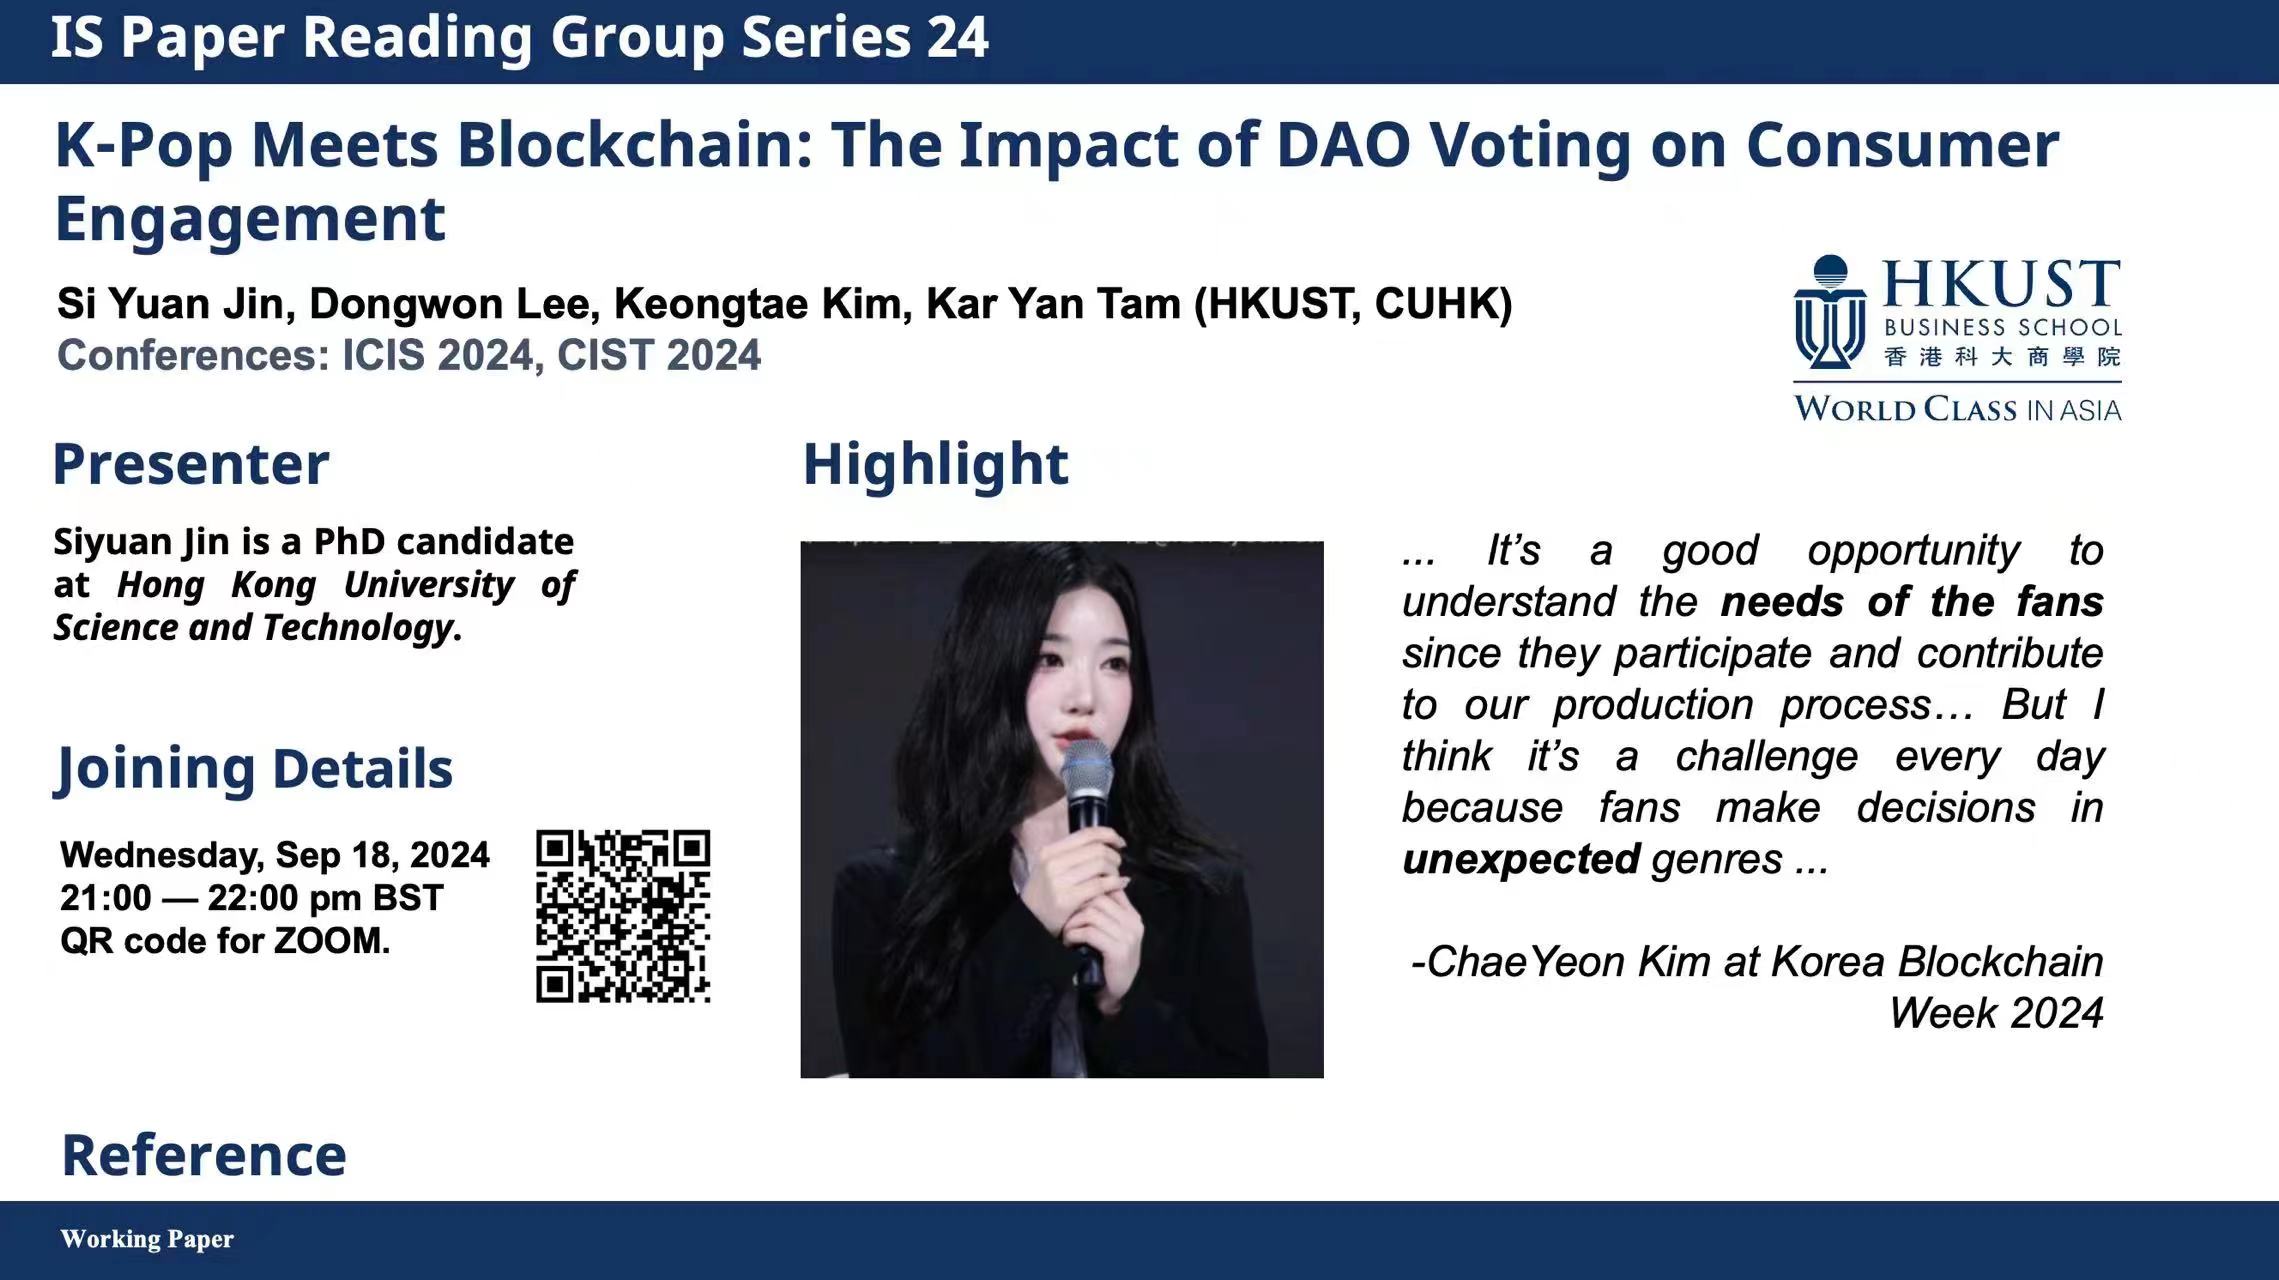 IS Paper Reading Group Series 24
K-Pop Meets Blockchain: The Impact of DAO Voting on Consumer
Engagement
Si Yuan Jin, Dongwon Lee, Keongtae Kim, Kar Yan Tam (HKUST, CUHK)
Conferences: ICIS 2024, CIST 2024
HKUST
BUSINESS SCHOOL
香港科大商學院
WORLD CLASS IN ASIA
Presenter
Siyuan Jin is a PhD candidate
at Hong Kong University of
Science and Technology.
Joining Details
Wednesday, Sep 18, 2024
21:00 — 22:00 pm BST
QR code for ZOOM.
Highlight
... It’s a good opportunity to
understand the needs of the fans
since they participate and contribute
to our production process… But I
think it’s a challenge every day
because fans make decisions in
unexpected genres ...
-ChaeYeon Kim at Korea Blockchain
Week 2024
Reference
Working Paper